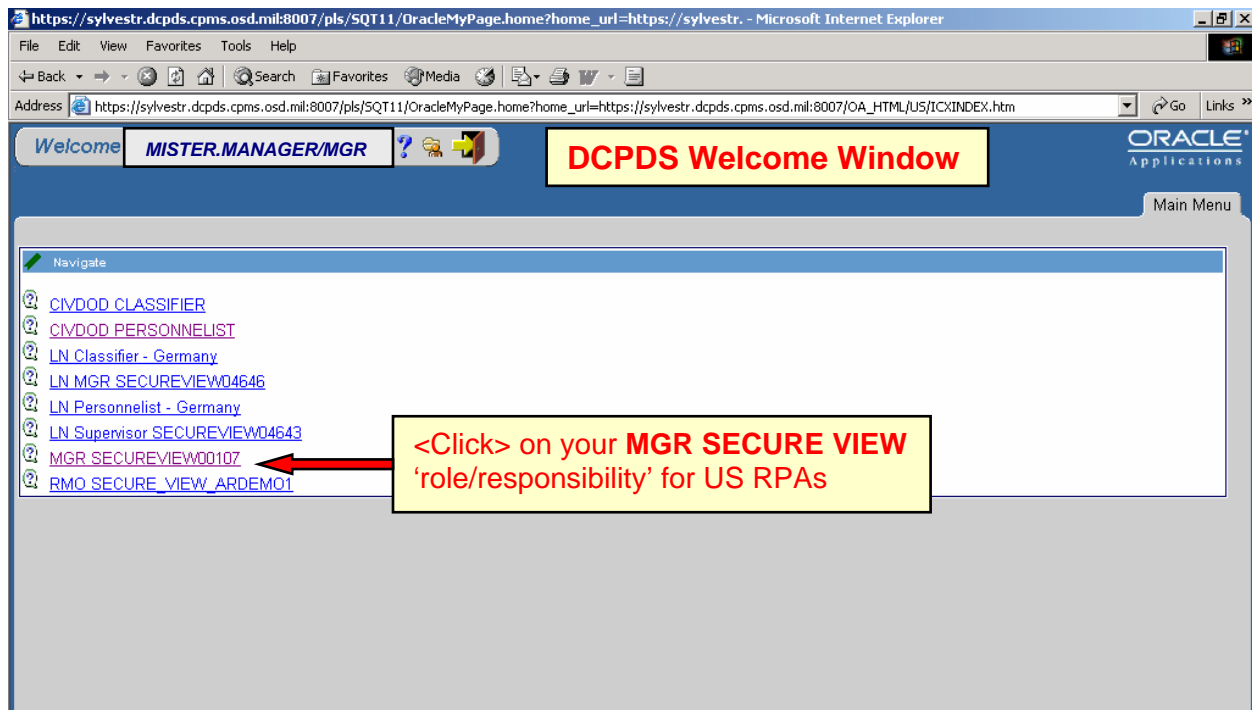 https://sylvestr.dcpds.cpms.osd.mil:8007/pls/SQT11/OracleMyPage.home?home_url=https://sylvestr. - Microsoft Internet Explorer
File Edit View Favorites Tools Help
Back Search Favorites Media
Address https://sylvestr.dcpds.cpms.osd.mil:8007/pls/SQT11/OracleMyPage.home?home_url=https://sylvestr.dcpds.cpms.osd.mil:8007/OA_HTML/US/ICXINDEX.htm Go Links »
Welcome MISTER.MANAGER/MGR ? DCPDS Welcome Window ORACLE
Applications
Main Menu
Navigate
CIVDOD CLASSIFIER
CIVDOD PERSONNELIST
LN Classifier - Germany
LN MGR SECUREVIEW04646
LN Personnelist - Germany
LN Supervisor SECUREVIEW04643
MGR SECUREVIEW00107
RMO SECURE_VIEW_ARDEMO1
<Click> on your MGR SECURE VIEW
‘role/responsibility’ for US RPAs